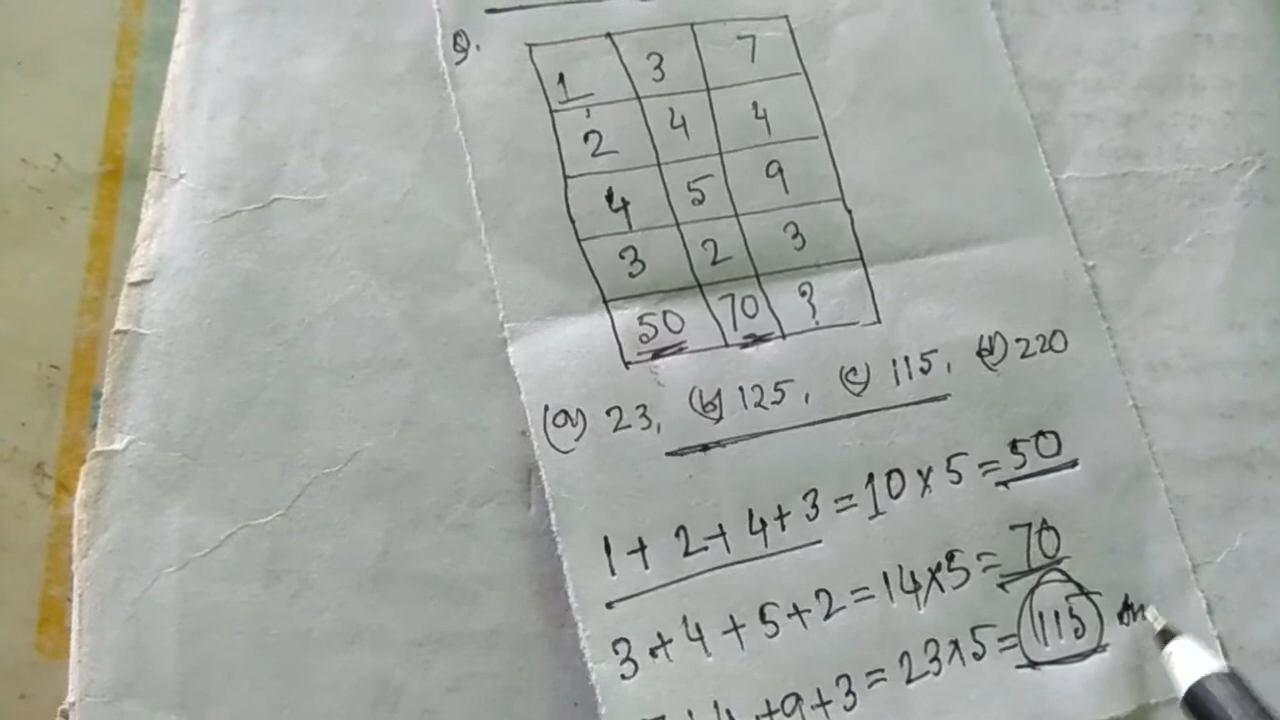 Q.
1 3 7
2 4 4
4 5 9
3 2 3
50 70 ?
(a) 23, (b) 125, (c) 115, (d) 220
1 + 2 + 4 + 3 = 10 × 5 = 50
3 + 4 + 5 + 2 = 14 × 5 = 70
+ 4 + 9 + 3 = 23 × 5 = 115